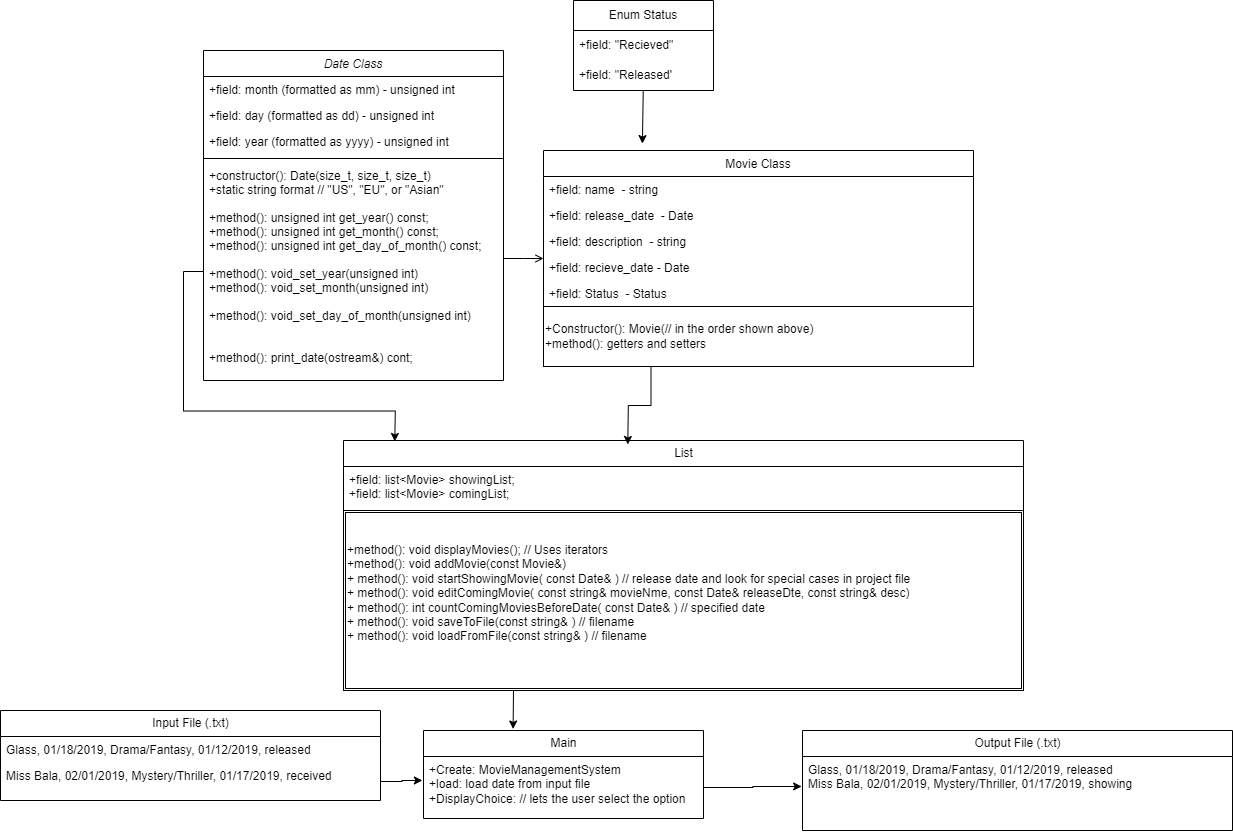 Enum Status
+field: "Recieved"
+field: "Released'
Date Class
+field: month (formatted as mm) - unsigned int
+field: day (formatted as dd) - unsigned int
+field: year (formatted as yyyy) - unsigned int
+constructor(): Date(size_t, size_t, size_t)
+static string format // "US", "EU", or "Asian"
+method(): unsigned int get_year() const;
+method(): unsigned int get_month() const;
+method(): unsigned int get_day_of_month() const;
+method(): void_set_year(unsigned int)
+method(): void_set_month(unsigned int)
+method(): void_set_day_of_month(unsigned int)
+method(): print_date(ostream&) cont;
Movie Class
+field: name - string
+field: release_date - Date
+field: description - string
+field: recieve_date - Date
+field: Status - Status
+Constructor(): Movie(// in the order shown above)
+method(): getters and setters
List
+field: list<Movie> showingList;
+field: list<Movie> comingList;
+method(): void displayMovies(); // Uses iterators
+method(): void addMovie(const Movie&)
+ method(): void startShowingMovie( const Date& ) // release date and look for special cases in project file
+ method(): void editComingMovie( const string& movieNme, const Date& releaseDte, const string& desc)
+ method(): int countComingMoviesBeforeDate( const Date& ) // specified date
+ method(): void saveToFile(const string& ) // filename
+ method(): void loadFromFile(const string& ) // filename
Input File (.txt)
Glass, 01/18/2019, Drama/Fantasy, 01/12/2019, released
Miss Bala, 02/01/2019, Mystery/Thriller, 01/17/2019, received
Main
+Create: MovieManagementSystem
+load: load date from input file
+DisplayChoice: // lets the user select the option
Output File (.txt)
Glass, 01/18/2019, Drama/Fantasy, 01/12/2019, released
Miss Bala, 02/01/2019, Mystery/Thriller, 01/17/2019, showing